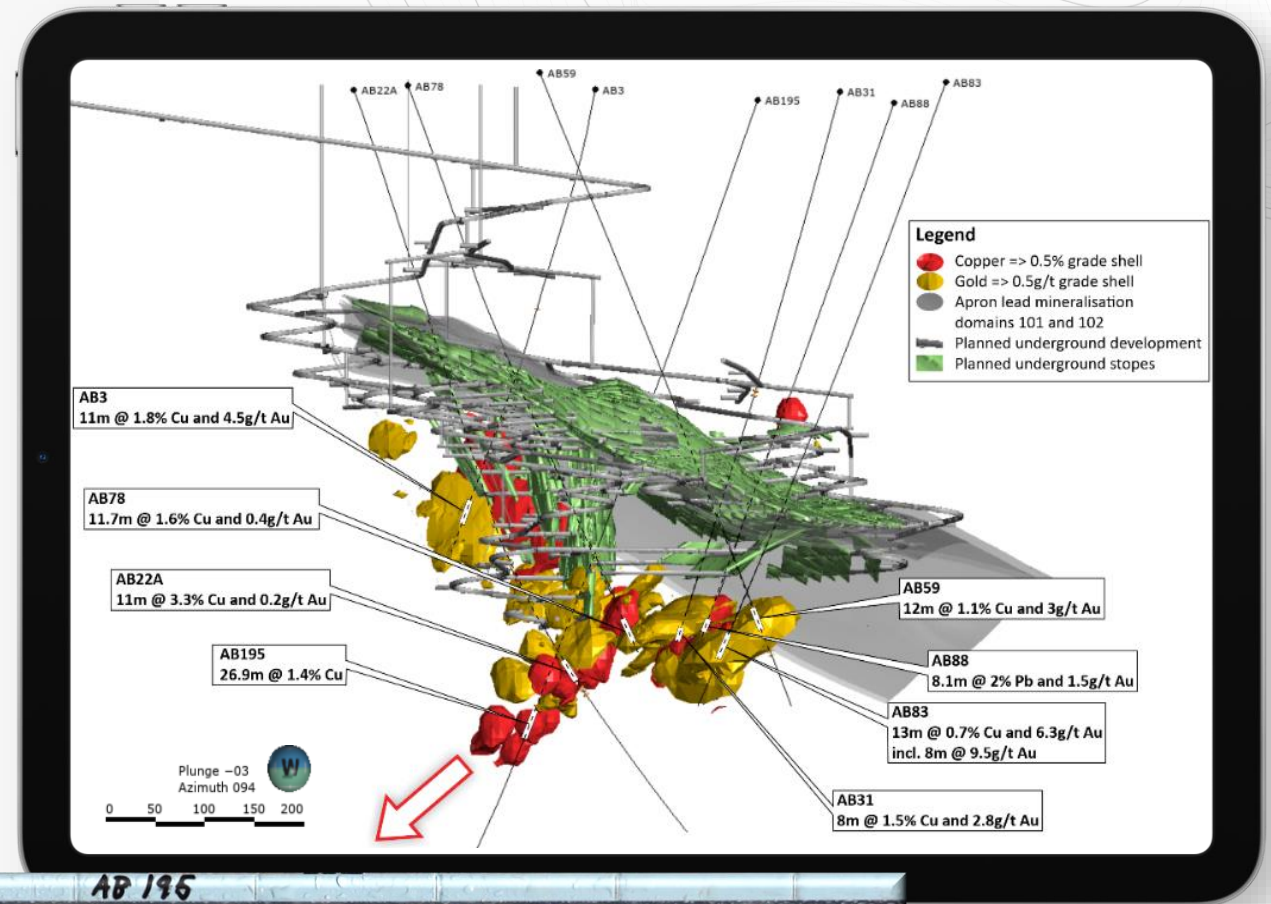 AB22A
AB78
AB59
AB3
AB195
AB31
AB88
AB83
Legend
Copper => 0.5% grade shell
Gold => 0.5g/t grade shell
Apron lead mineralisation
domains 101 and 102
Planned underground development
Planned underground stopes
AB3
11m @ 1.8% Cu and 4.5g/t Au
AB78
11.7m @ 1.6% Cu and 0.4g/t Au
AB22A
11m @ 3.3% Cu and 0.2g/t Au
AB195
26.9m @ 1.4% Cu
AB59
12m @ 1.1% Cu and 3g/t Au
AB88
8.1m @ 2% Pb and 1.5g/t Au
AB83
13m @ 0.7% Cu and 6.3g/t Au
incl. 8m @ 9.5g/t Au
AB31
8m @ 1.5% Cu and 2.8g/t Au
W
Plunge −03
Azimuth 094
0 50 100 150 200
AB 195